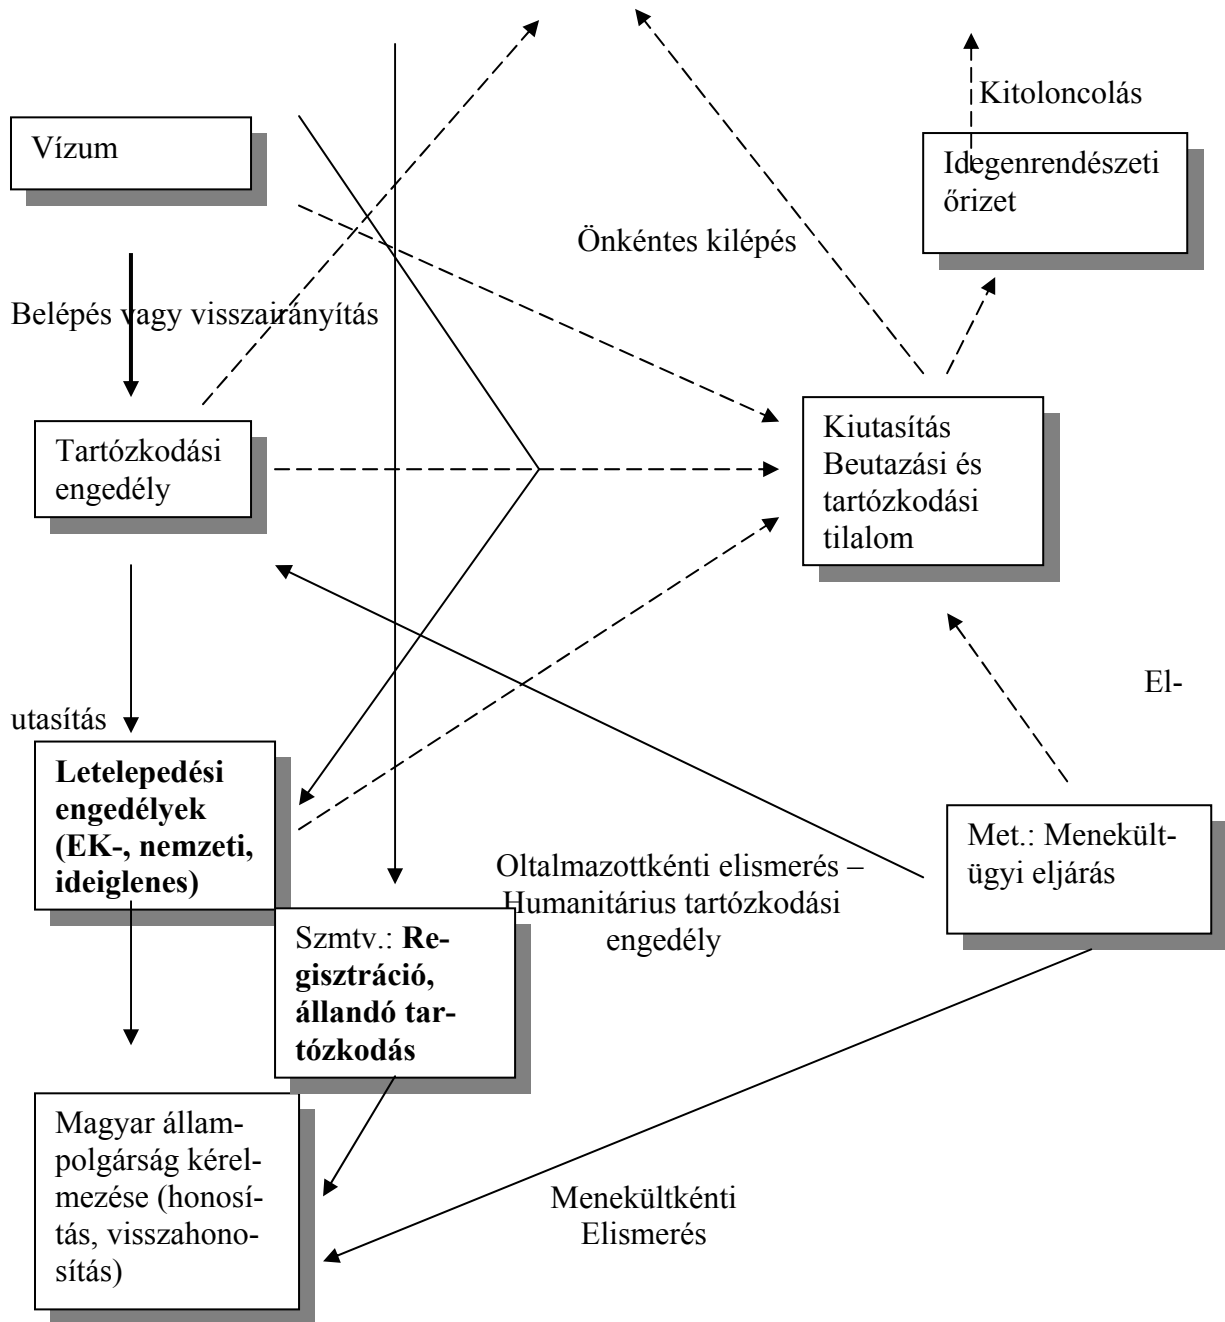 Kitoloncolás
Vízum
Idegenrendészeti
őrizet
Önkéntes kilépés
Belépés vagy visszairányítás
Tartózkodási
engedély
Kiutasítás
Beutazási és
tartózkodási
tilalom
El-
utasítás
Letelepedési
engedélyek
(EK-, nemzeti,
ideiglenes)
Met.: Menekült-
ügyi eljárás
Oltalmazottkénti elismerés –
Humanitárius tartózkodási
engedély
Szmtv.: Re-
gisztráció,
állandó tar-
tózkodás
Magyar állam-
polgárság kérel-
mezése (honosí-
tás, visszahono-
sítás)
Menekültkénti
Elismerés